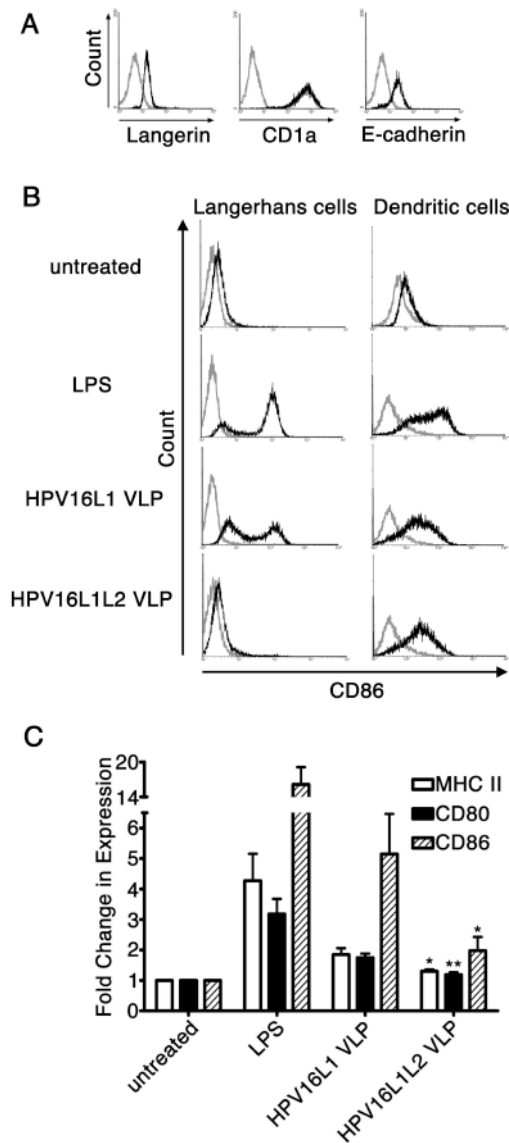 A
Count
Langerin
CD1a
E-cadherin
B
Langerhans cells
Dendritic cells
untreated
LPS
HPV16L1 VLP
HPV16L1L2 VLP
Count
CD86
C
Fold Change in Expression
20
14
6
5
4
3
2
1
0
MHC II
CD80
CD86
* ** *
untreated
LPS
HPV16L1 VLP
HPV16L1L2 VLP